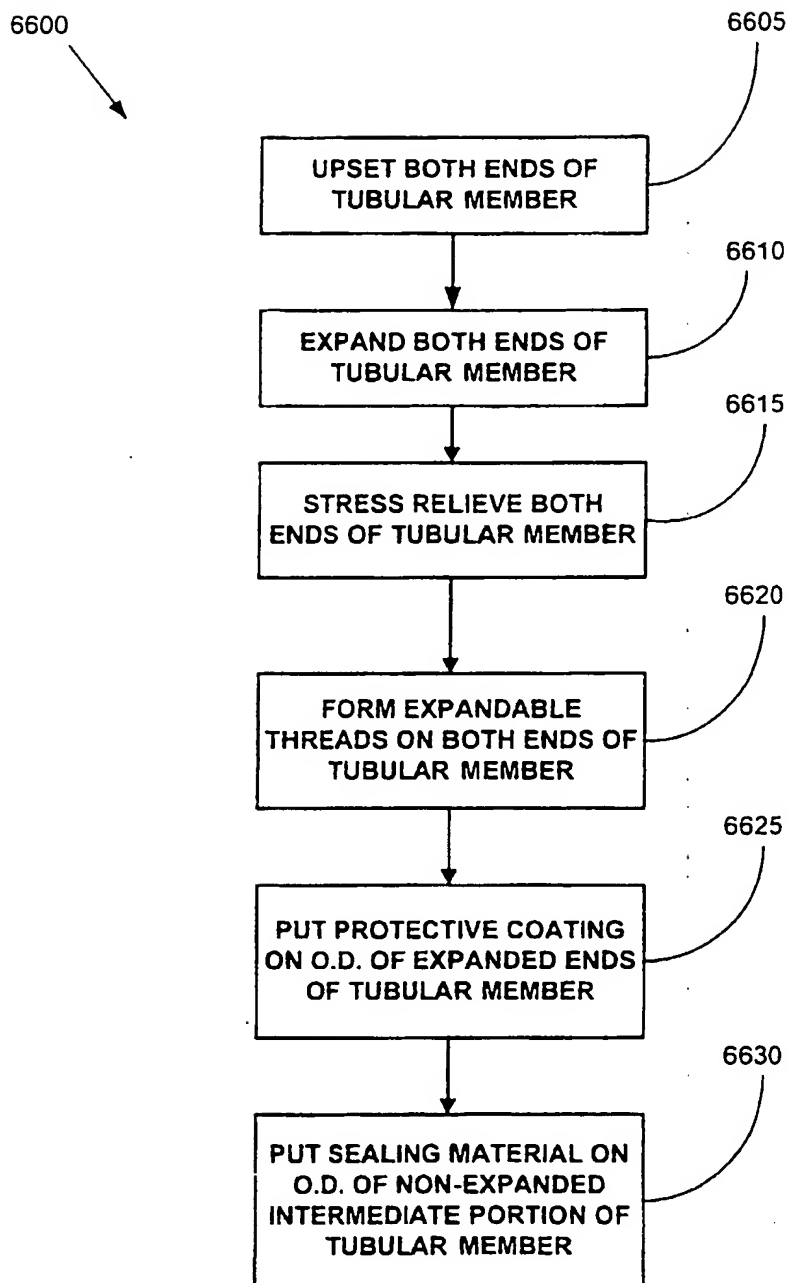 6600
6605
UPSET BOTH ENDS OF
TUBULAR MEMBER
6610
EXPAND BOTH ENDS OF
TUBULAR MEMBER
6615
STRESS RELIEVE BOTH
ENDS OF TUBULAR MEMBER
6620
FORM EXPANDABLE
THREADS ON BOTH ENDS OF
TUBULAR MEMBER
6625
PUT PROTECTIVE COATING
ON O.D. OF EXPANDED ENDS
OF TUBULAR MEMBER
6630
PUT SEALING MATERIAL ON
O.D. OF NON-EXPANDED
INTERMEDIATE PORTION OF
TUBULAR MEMBER